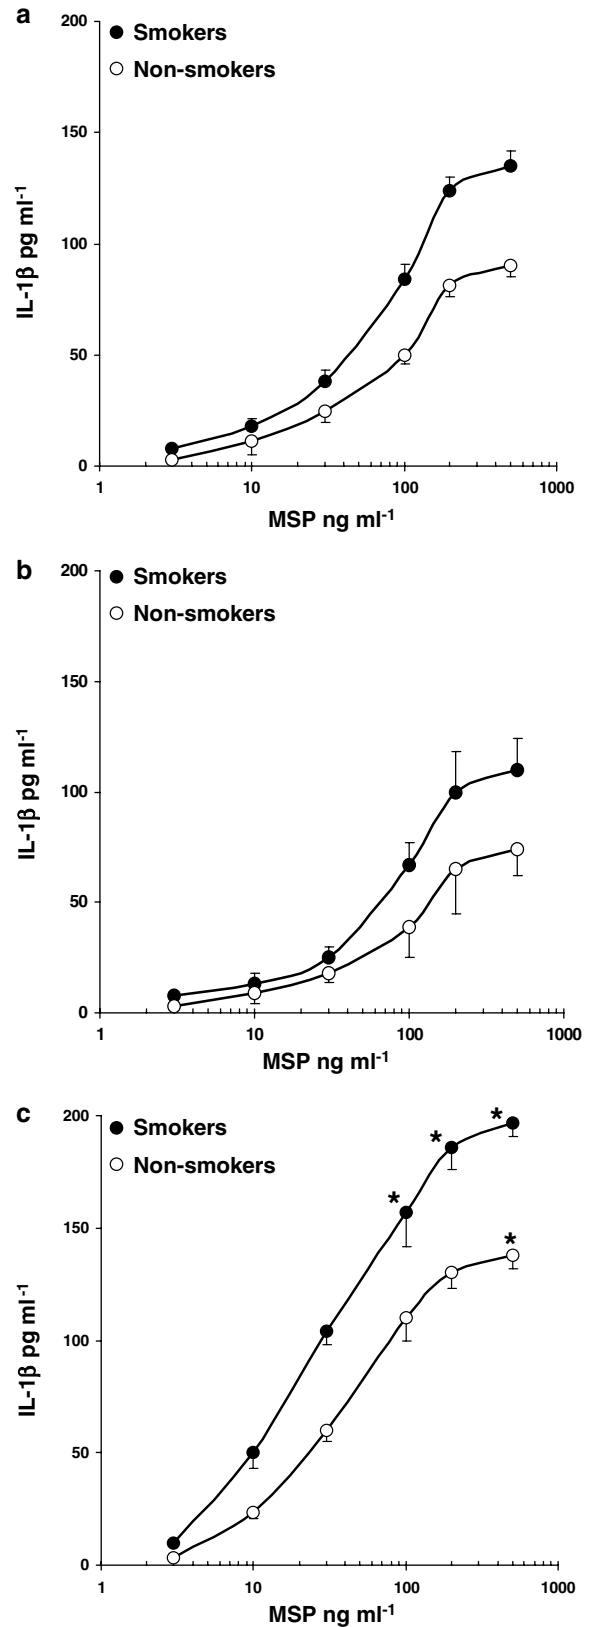 a
200
Smokers
Non-smokers
150
100
50
0
IL-1β pg ml⁻¹
1 10 100 1000
MSP ng ml⁻¹
b
200
Smokers
Non-smokers
150
100
50
0
IL-1β pg ml⁻¹
1 10 100 1000
MSP ng ml⁻¹
c
200
Smokers
Non-smokers
150
100
50
0
IL-1β pg ml⁻¹
* * *
*
1 10 100 1000
MSP ng ml⁻¹